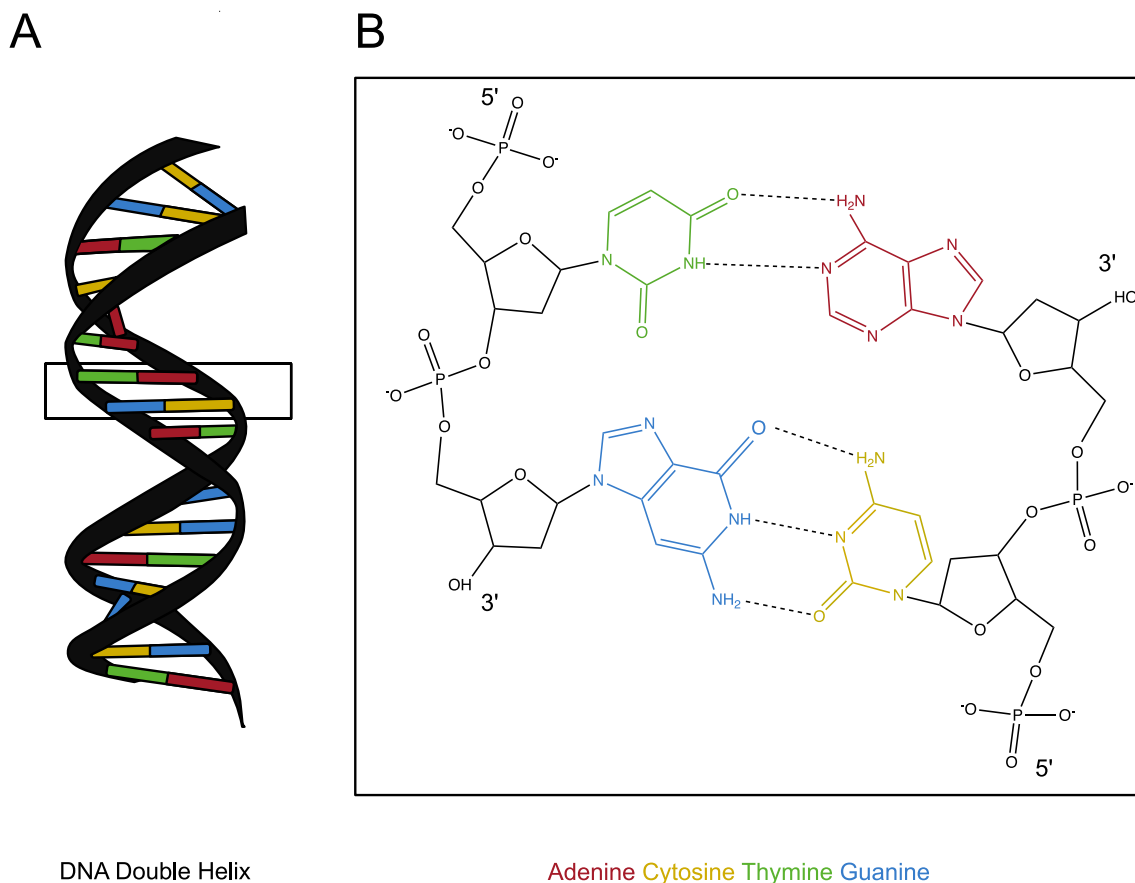 A
B
5'
O
-O
P
O-
O
O
H2N
N
O
NH
N
3'
HO
N
O
N
N
O
O
O
P
-O
O
O
N
O
H2N
O
-O
P
O
N
NH
N
O
O
OH
3'
NH2
O
N
O
O
-O
P
O-
O
5'
DNA Double Helix
Adenine Cytosine Thymine Guanine